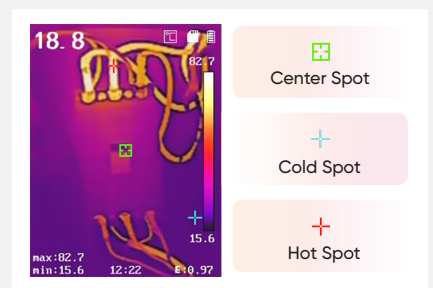 18.8
°C
82.7
15.6
max:82.7
min:15.6
12:22
E:0.97
Center Spot
Cold Spot
Hot Spot